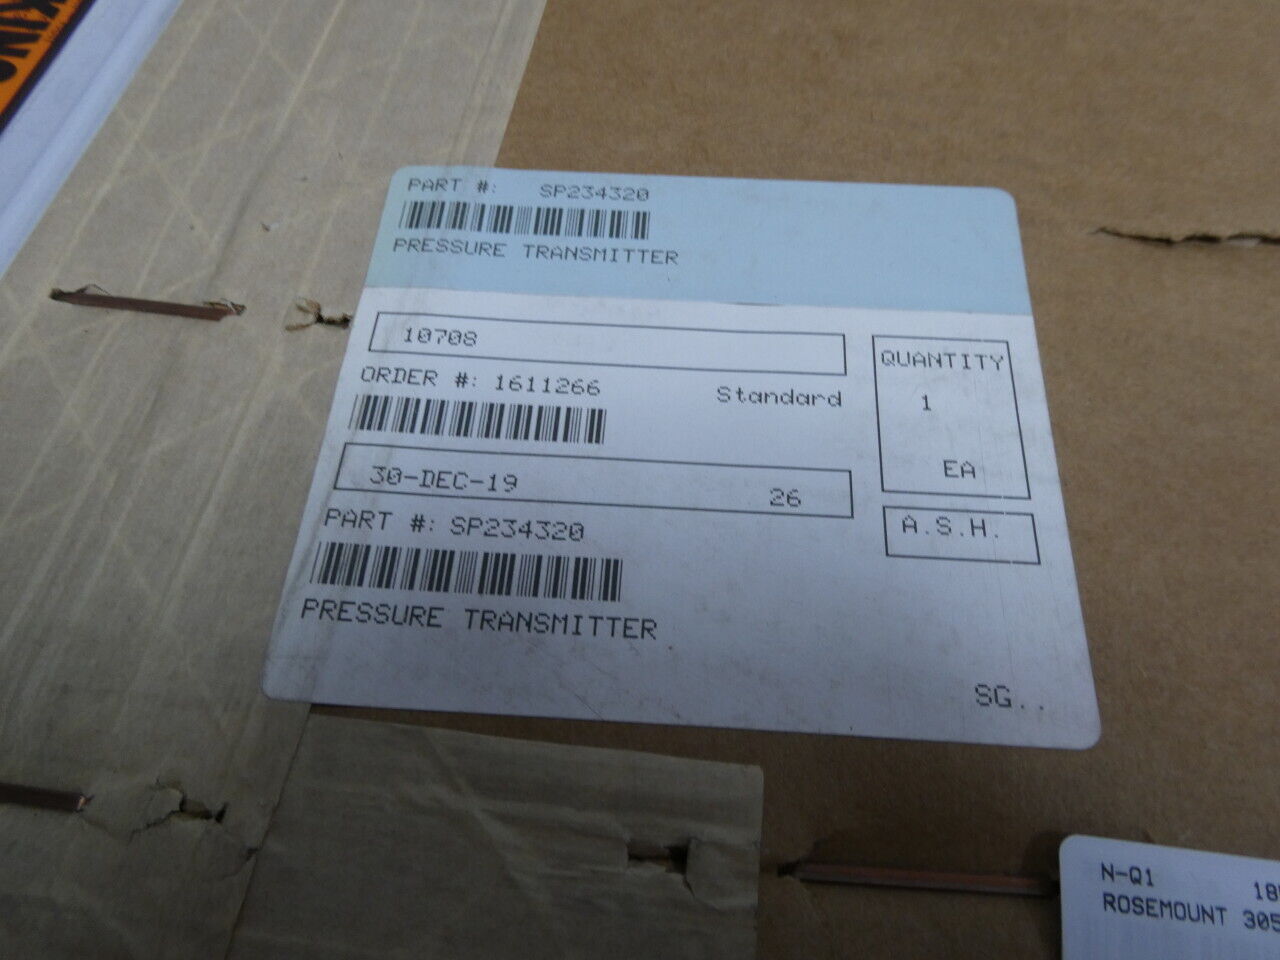 PART #: SP234320
PRESSURE TRANSMITTER
10708
QUANTITY
ORDER #: 1611266 Standard
1
EA
30-DEC-19 26
PART #: SP234320
A.S.H.
PRESSURE TRANSMITTER
SG..
N-Q1
ROSEMOUNT 305